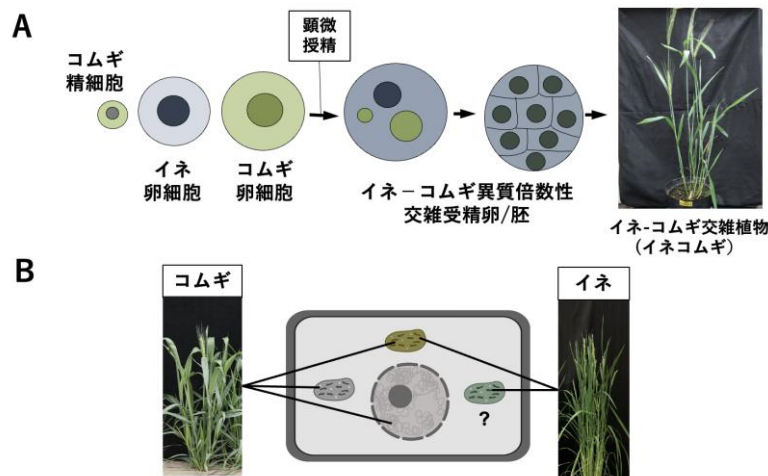 A
コムギ
精細胞
イネ
卵細胞
コムギ
卵細胞
顕微
授精
イネ－コムギ異質倍数性
交雑受精卵/胚
イネ-コムギ交雑植物
（イネコムギ）
B
コムギ
イネ
?